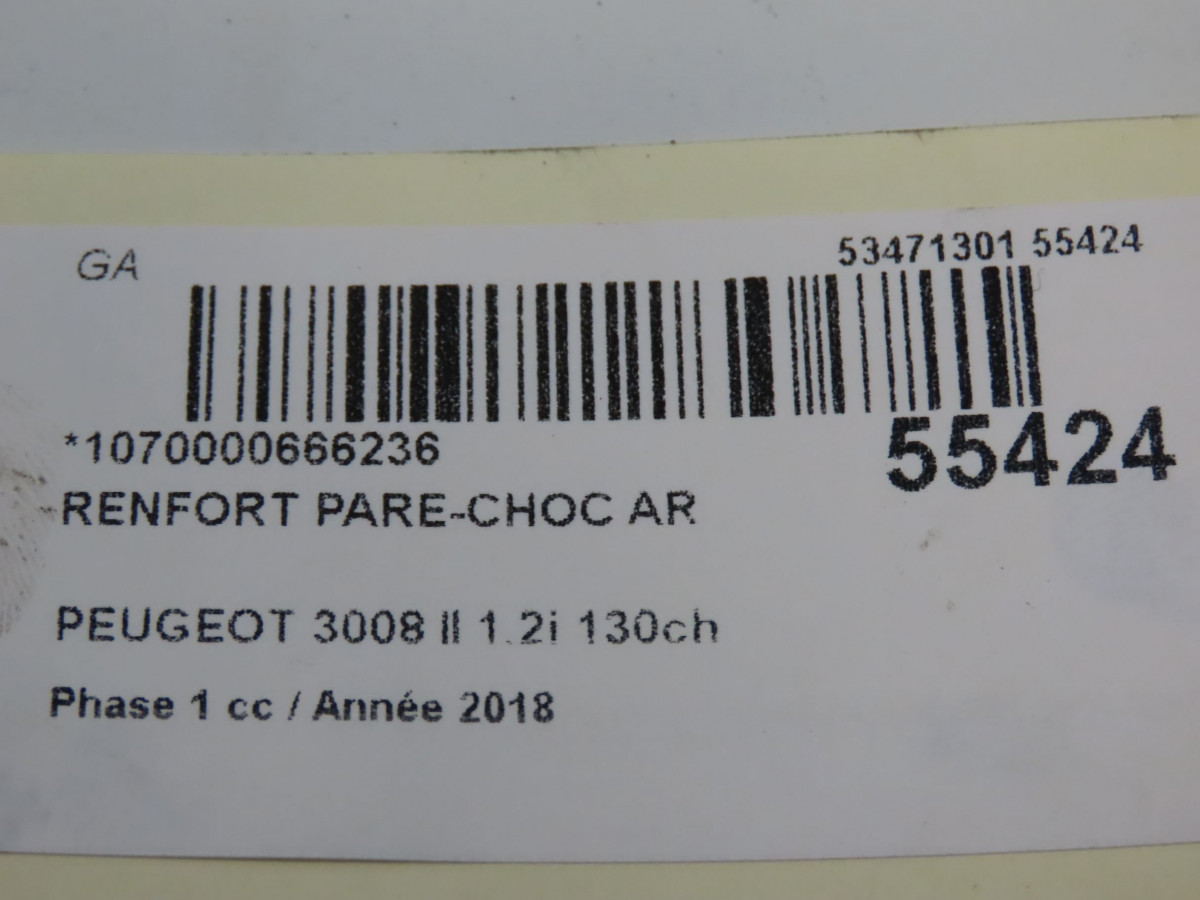 GA
53471301 55424
*1070000666236
55424
RENFORT PARE-CHOC AR
PEUGEOT 3008 II 1.2i 130ch
Phase 1 cc / Année 2018